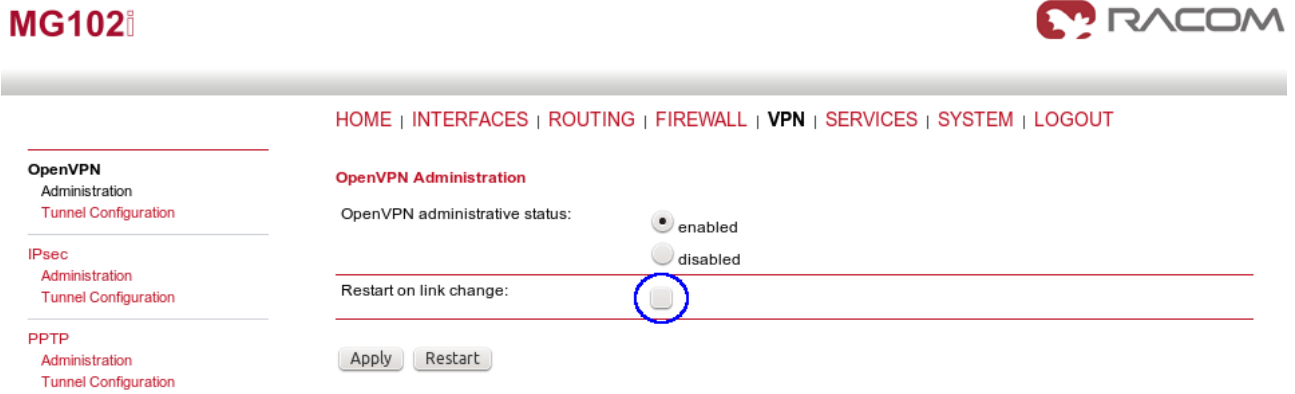 MG102i
RACOM
HOME | INTERFACES | ROUTING | FIREWALL | VPN | SERVICES | SYSTEM | LOGOUT
OpenVPN
Administration
Tunnel Configuration
IPsec
Administration
Tunnel Configuration
PPTP
Administration
Tunnel Configuration
OpenVPN Administration
OpenVPN administrative status:
enabled
disabled
Restart on link change:
Apply Restart